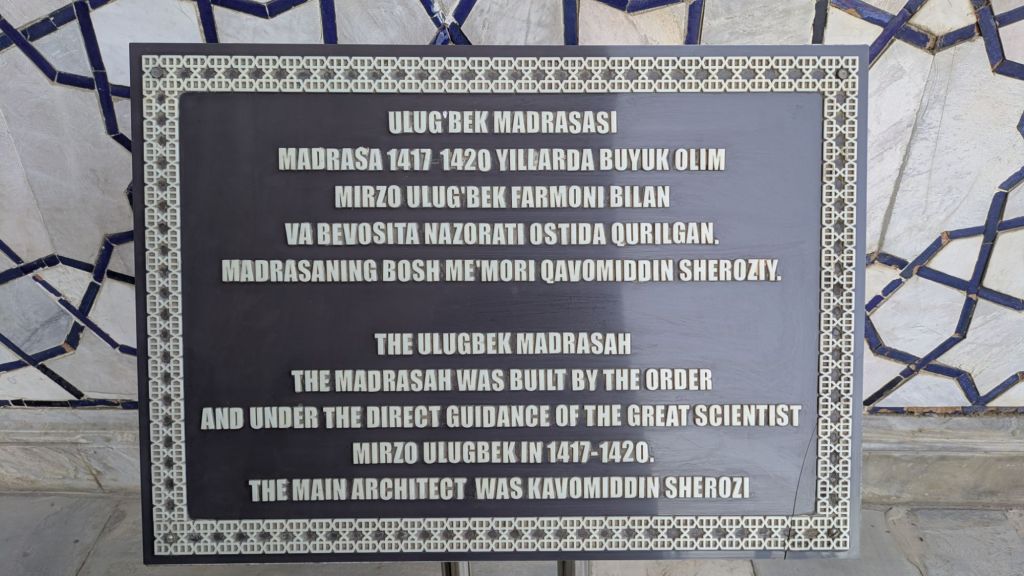 ULUG'BEK MADRASASI
MADRASA 1417 1420 YILLARDA BUYUK OLIM
MIRZO ULUG'BEK FARMONI BILAN
VA BEVOSITA NAZORATI OSTIDA QURILGAN.
MADRASANING BOSH ME'MORI QAVOMIDDIN SHEROZIY.
THE ULUGBEK MADRASAH
THE MADRASAH WAS BUILT BY THE ORDER
AND UNDER THE DIRECT GUIDANCE OF THE GREAT SCIENTIST
MIRZO ULUGBEK IN 1417-1420.
THE MAIN ARCHITECT WAS KAVOMIDDIN SHEROZI